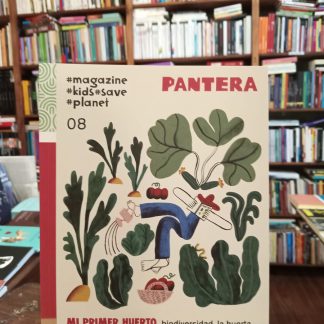 #magazine
#kids#save
#planet
PANTERA
08
MI PRIMER HUERTO biodiversidad, la huerta